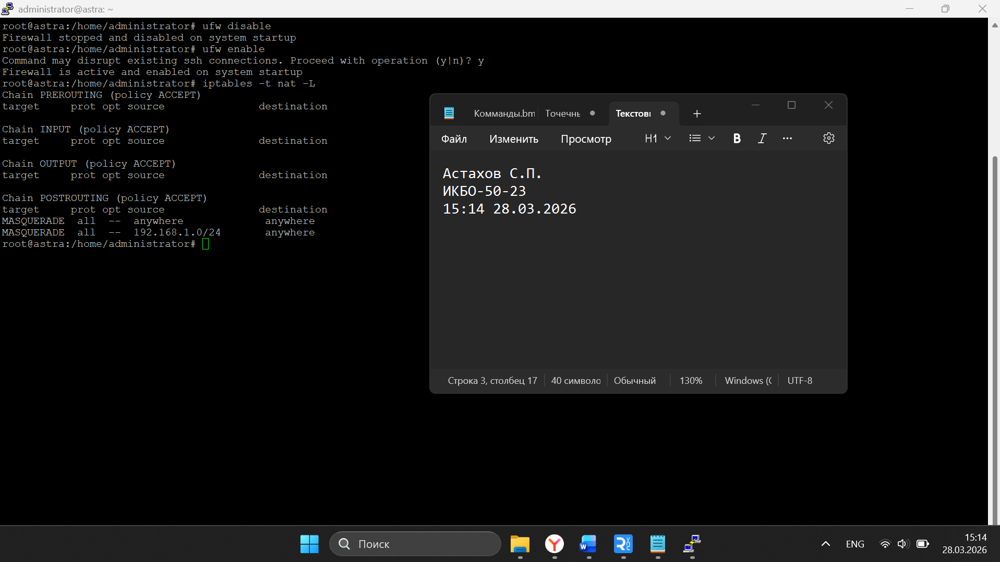 administrator@astra: ~
root@astra:/home/administrator# ufw disable
Firewall stopped and disabled on system startup
root@astra:/home/administrator# ufw enable
Command may disrupt existing ssh connections. Proceed with operation (y|n)? y
Firewall is active and enabled on system startup
root@astra:/home/administrator# iptables -t nat -L
Chain PREROUTING (policy ACCEPT)
target     prot opt source               destination
Chain INPUT (policy ACCEPT)
target     prot opt source               destination
Chain OUTPUT (policy ACCEPT)
target     prot opt source               destination
Chain POSTROUTING (policy ACCEPT)
target     prot opt source               destination
MASQUERADE  all  --  anywhere             anywhere
MASQUERADE  all  --  192.168.1.0/24       anywhere
root@astra:/home/administrator#
Комманды.bm Точечнь Текстові
Файл Изменить Просмотр H1 B I
Астахов С.П.
ИКБО-50-23
15:14 28.03.2026
Строка 3, столбец 17 40 символо Обычный 130% Windows (C UTF-8
Поиск
ENG
15:14
28.03.2026